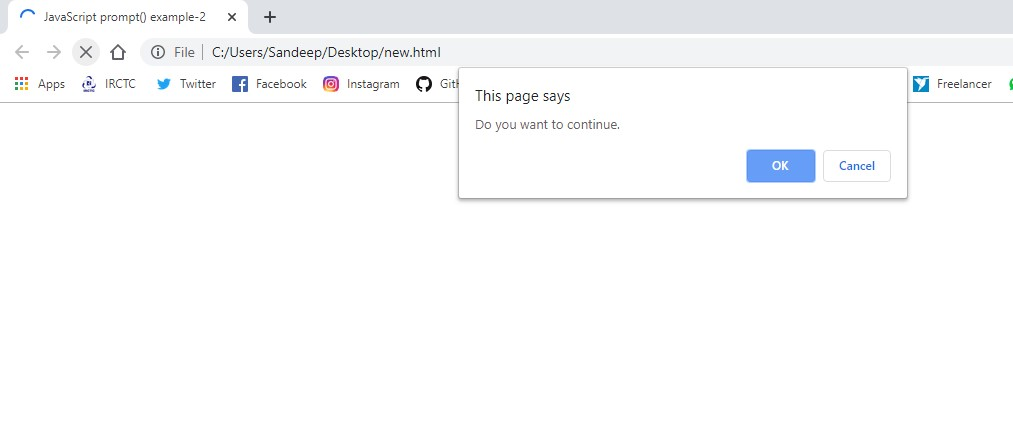 JavaScript prompt() example-2
File | C:/Users/Sandeep/Desktop/new.html
Apps IRCTC Twitter Facebook Instagram Freelancer
This page says
Do you want to continue.
OK Cancel